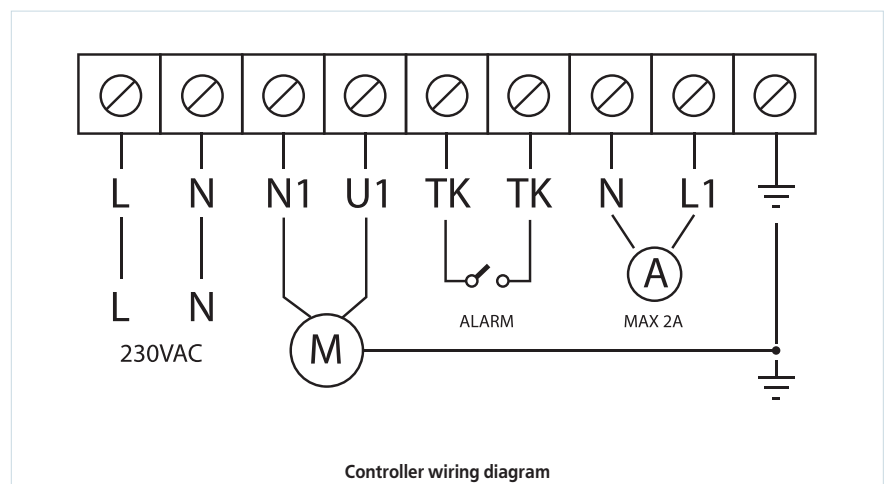 L N N1 U1 TK TK N L1
L N A
230VAC ALARM MAX 2A
M
Controller wiring diagram